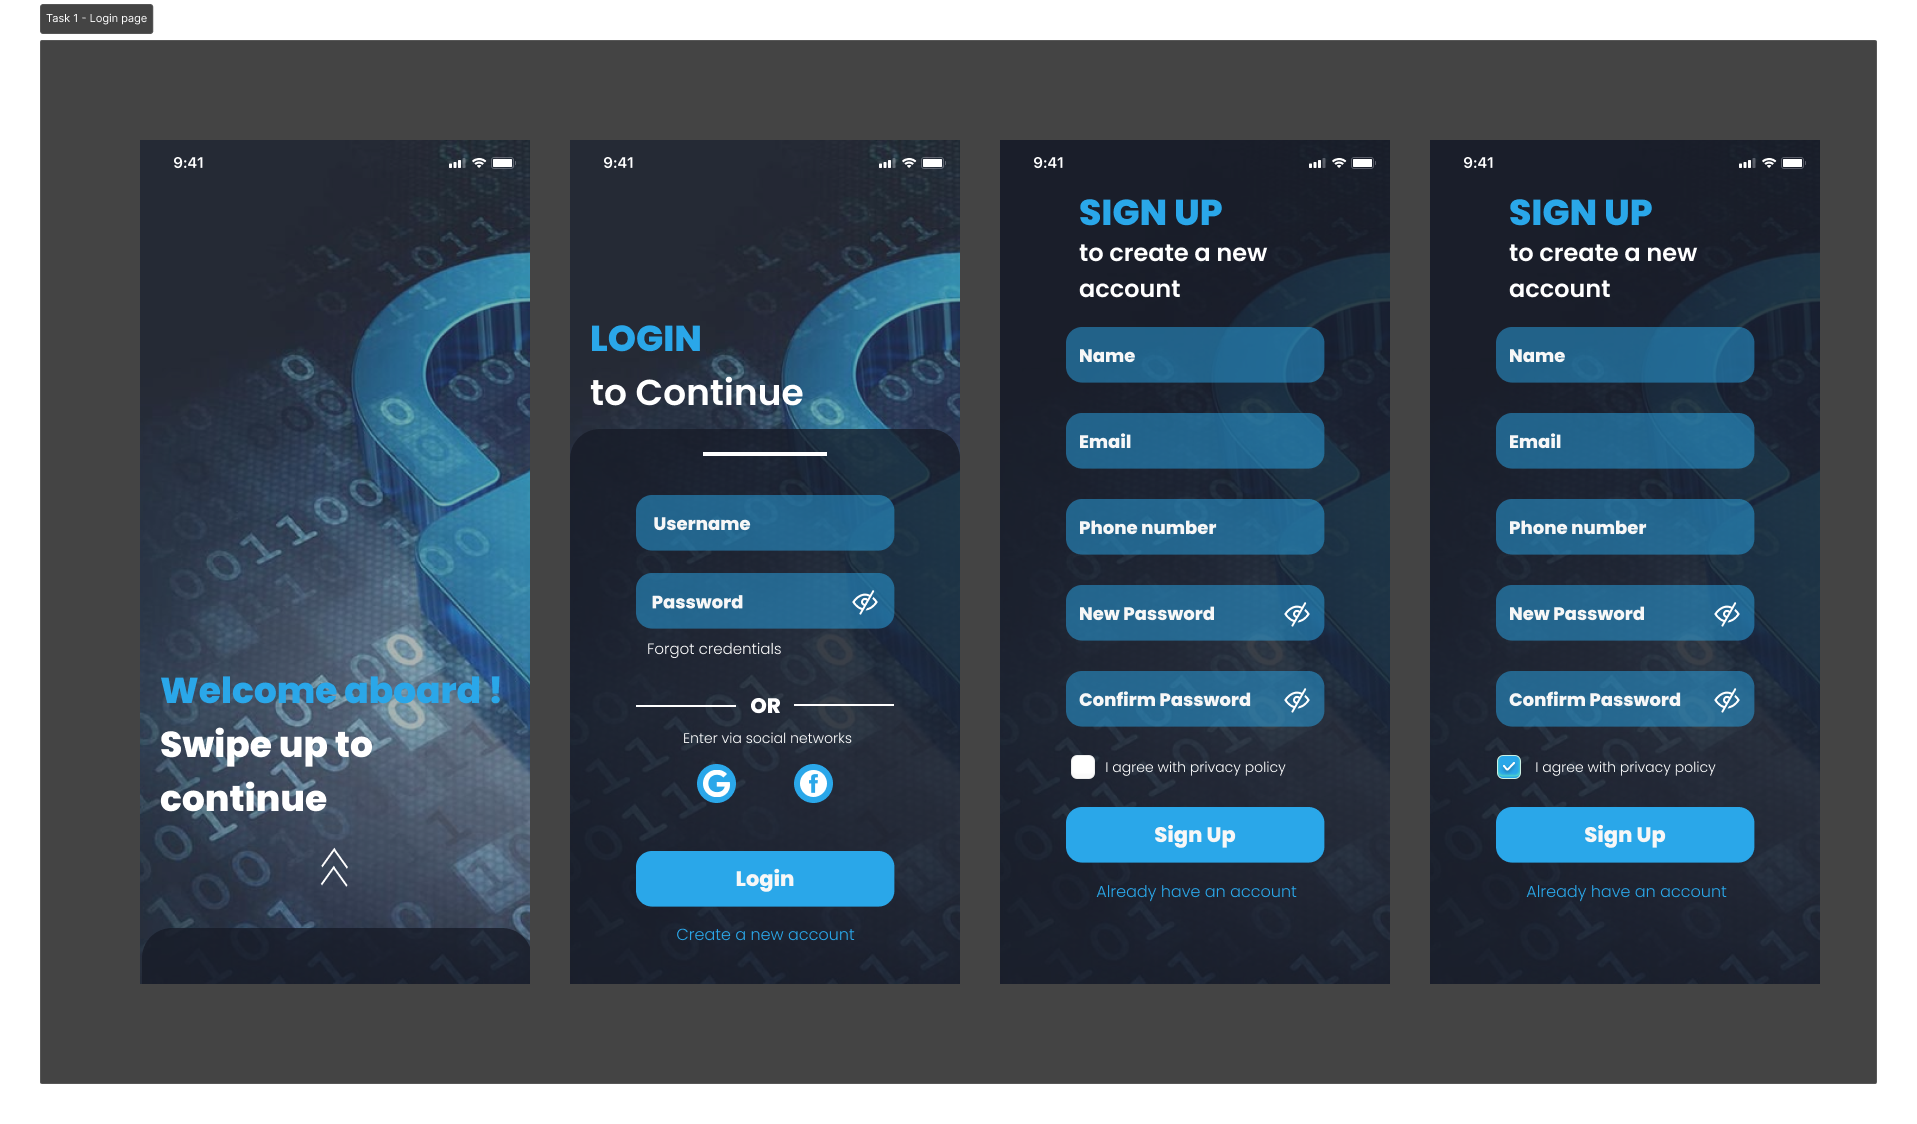 Task 1 - Login page
9:41
Welcome aboard !
Swipe up to
continue
9:41
LOGIN
to Continue
Username
Password
Forgot credentials
OR
Enter via social networks
G
f
Login
Create a new account
9:41
SIGN UP
to create a new
account
Name
Email
Phone number
New Password
Confirm Password
I agree with privacy policy
Sign Up
Already have an account
9:41
SIGN UP
to create a new
account
Name
Email
Phone number
New Password
Confirm Password
I agree with privacy policy
Sign Up
Already have an account